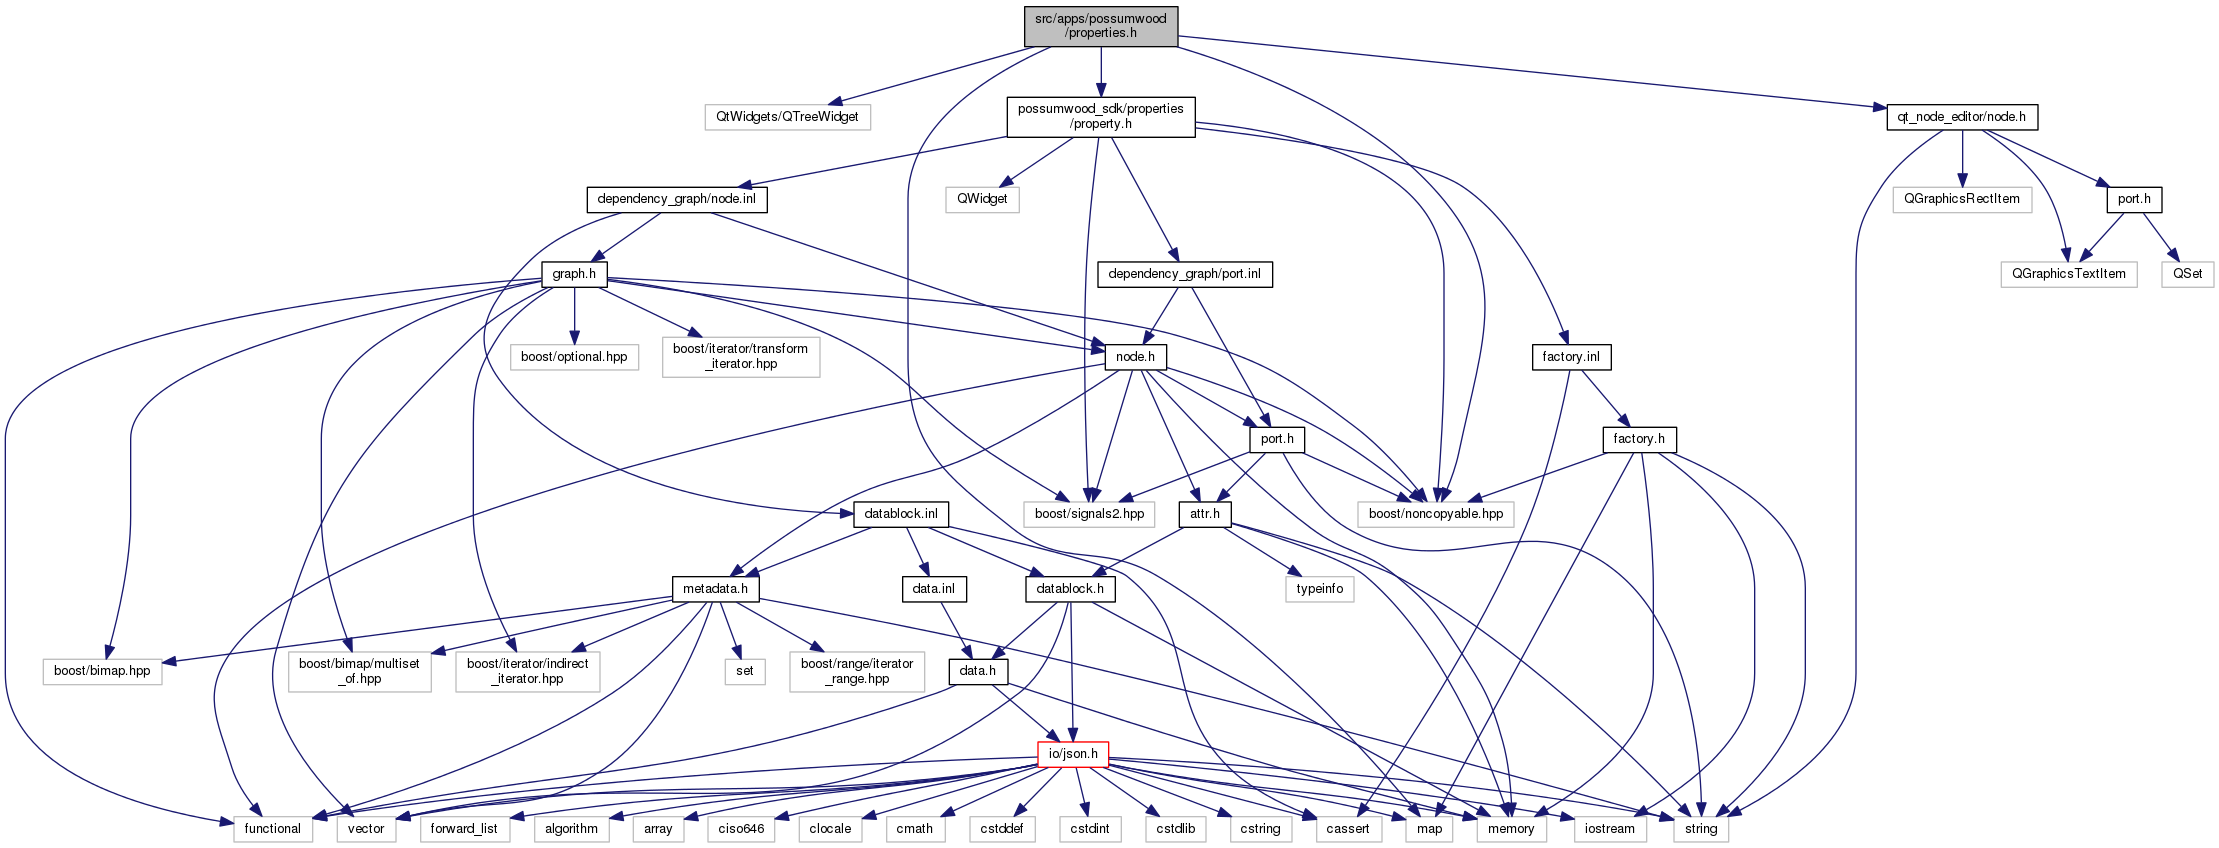 src/apps/possumwood
/properties.h
QtWidgets/QTreeWidget
possumwood_sdk/properties
/property.h
qt_node_editor/node.h
dependency_graph/node.inl
QWidget
QGraphicsRectItem
port.h
graph.h
dependency_graph/port.inl
QGraphicsTextItem
QSet
boost/optional.hpp
boost/iterator/transform
_iterator.hpp
node.h
factory.inl
port.h
factory.h
datablock.inl
boost/signals2.hpp
attr.h
boost/noncopyable.hpp
metadata.h
data.inl
datablock.h
typeinfo
boost/bimap.hpp
boost/bimap/multiset
_of.hpp
boost/iterator/indirect
_iterator.hpp
set
boost/range/iterator
_range.hpp
data.h
io/json.h
functional
vector
forward_list
algorithm
array
ciso646
clocale
cmath
cstddef
cstdint
cstdlib
cstring
cassert
map
memory
iostream
string